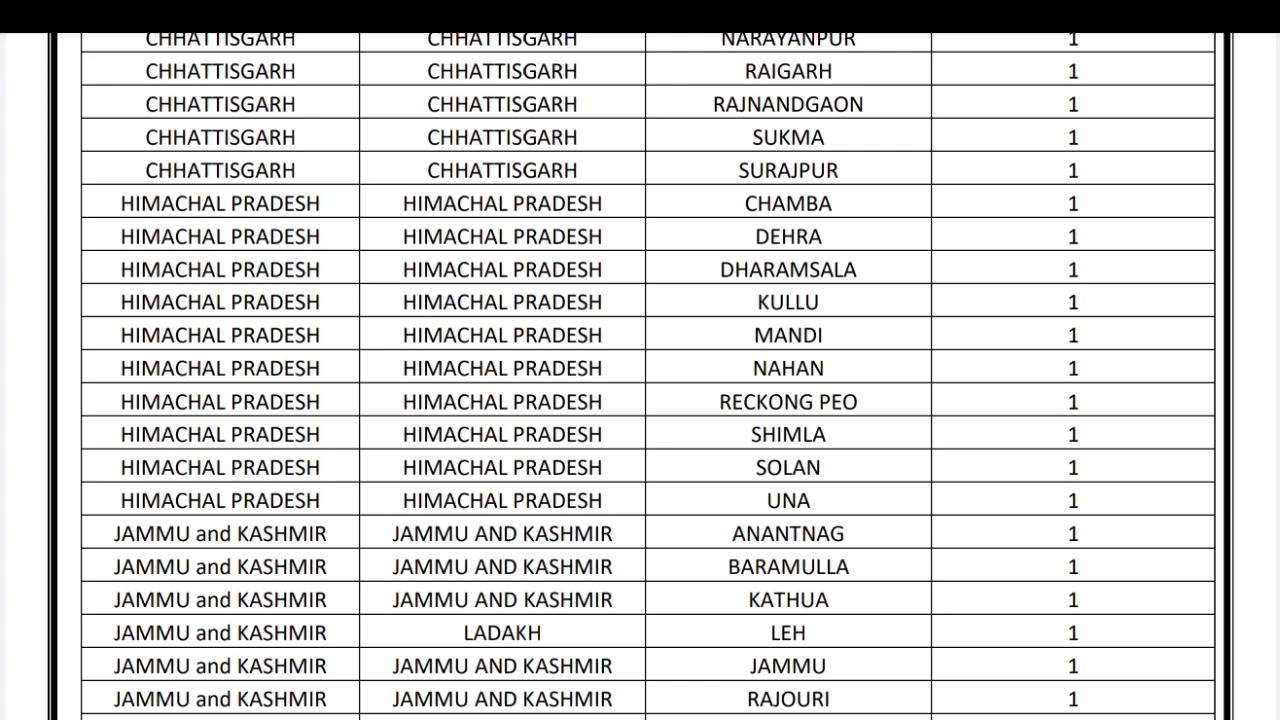 CHHATTISGARH CHHATTISGARH NARAYANPUR 1
CHHATTISGARH CHHATTISGARH RAIGARH 1
CHHATTISGARH CHHATTISGARH RAJNANDGAON 1
CHHATTISGARH CHHATTISGARH SUKMA 1
CHHATTISGARH CHHATTISGARH SURAJPUR 1
HIMACHAL PRADESH HIMACHAL PRADESH CHAMBA 1
HIMACHAL PRADESH HIMACHAL PRADESH DEHRA 1
HIMACHAL PRADESH HIMACHAL PRADESH DHARAMSALA 1
HIMACHAL PRADESH HIMACHAL PRADESH KULLU 1
HIMACHAL PRADESH HIMACHAL PRADESH MANDI 1
HIMACHAL PRADESH HIMACHAL PRADESH NAHAN 1
HIMACHAL PRADESH HIMACHAL PRADESH RECKONG PEO 1
HIMACHAL PRADESH HIMACHAL PRADESH SHIMLA 1
HIMACHAL PRADESH HIMACHAL PRADESH SOLAN 1
HIMACHAL PRADESH HIMACHAL PRADESH UNA 1
JAMMU and KASHMIR JAMMU AND KASHMIR ANANTNAG 1
JAMMU and KASHMIR JAMMU AND KASHMIR BARAMULLA 1
JAMMU and KASHMIR JAMMU AND KASHMIR KATHUA 1
JAMMU and KASHMIR LADAKH LEH 1
JAMMU and KASHMIR JAMMU AND KASHMIR JAMMU 1
JAMMU and KASHMIR JAMMU AND KASHMIR RAJOURI 1